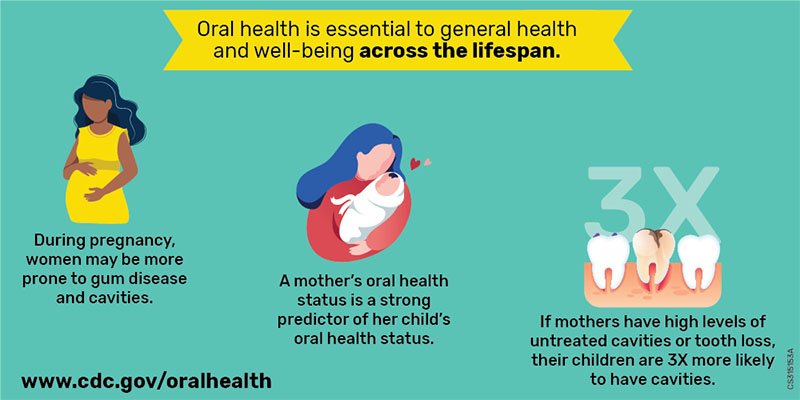 Oral health is essential to general health
and well-being across the lifespan.
During pregnancy,
women may be more
prone to gum disease
and cavities.
A mother's oral health
status is a strong
predictor of her child's
oral health status.
3X
If mothers have high levels of
untreated cavities or tooth loss,
their children are 3X more likely
to have cavities.
www.cdc.gov/oralhealth
CS315153A